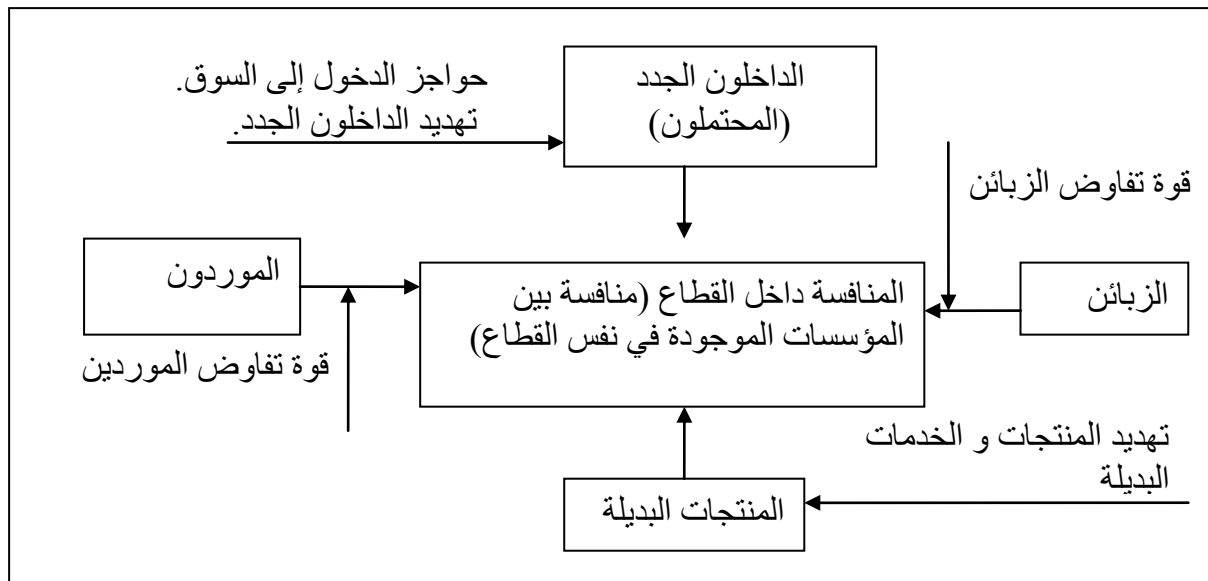 الداخلون الجدد
(المحتملون)
حواجز الدخول إلى السوق.
تهديد الداخلون الجدد.
قوة تفاوض الزبائن
الموردون
المنافسة داخل القطاع (منافسة بين
المؤسسات الموجودة في نفس القطاع)
الزبائن
قوة تفاوض الموردين
تهديد المنتجات و الخدمات
البديلة
المنتجات البديلة